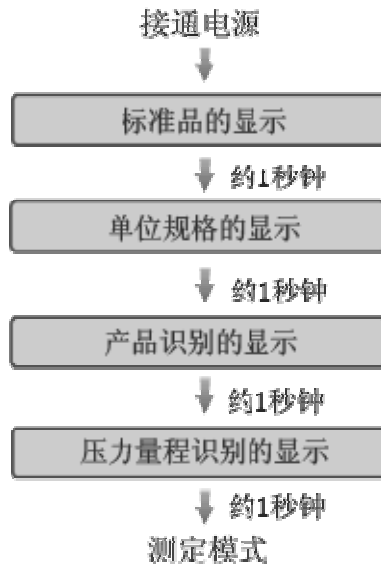 接通电源
标准品的显示
约1秒钟
单位规格的显示
约1秒钟
产品识别的显示
约1秒钟
压力量程识别的显示
约1秒钟
测定模式